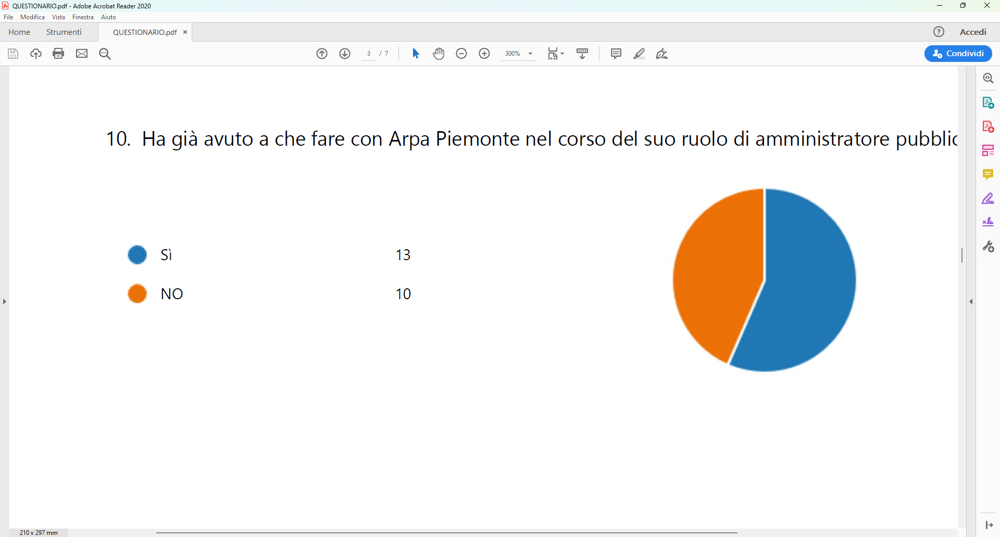 QUESTIONARIO.pdf - Adobe Acrobat Reader 2020
File Modifica Vista Finestra Aiuto
Home Strumenti QUESTIONARIO.pdf × Accedi
3 / 7 300% Condividi
10. Ha già avuto a che fare con Arpa Piemonte nel corso del suo ruolo di amministratore pubblic
Sì 13
NO 10
210 x 297 mm